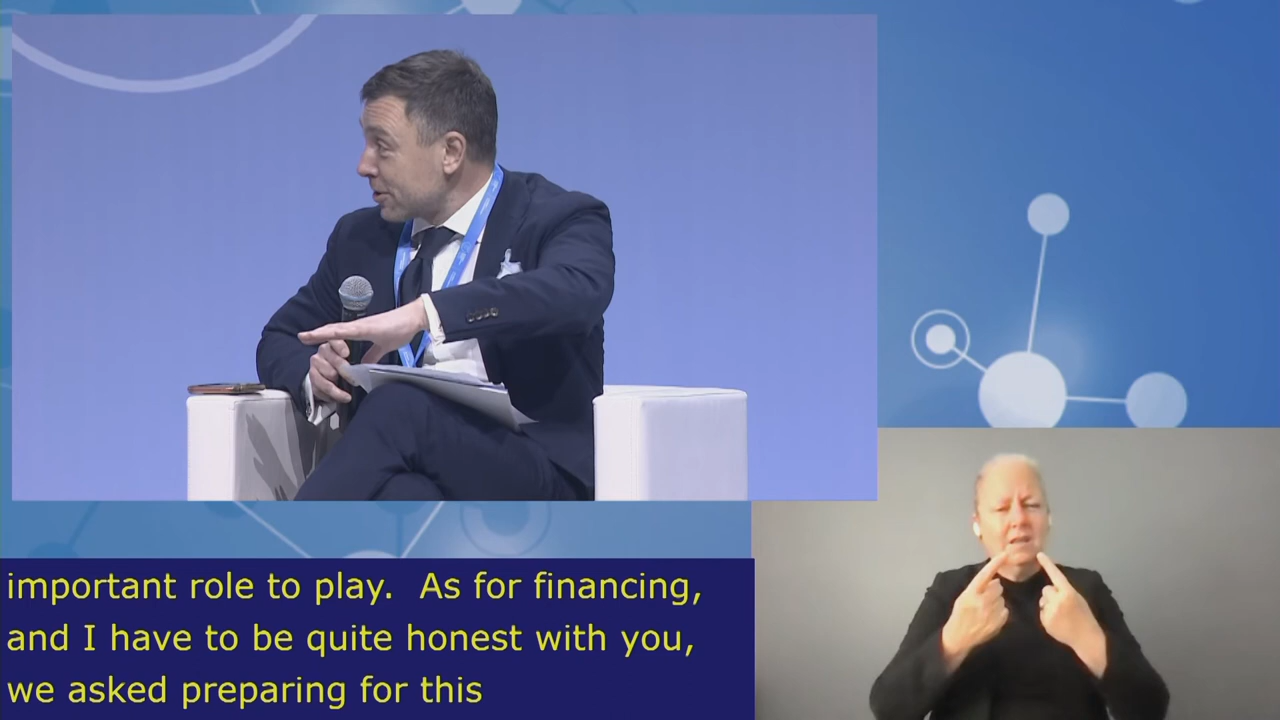 important role to play.  As for financing,
and I have to be quite honest with you,
we asked preparing for this